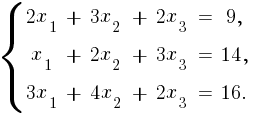 2x₁ + 3x₂ + 2x₃ = 9,
x₁ + 2x₂ + 3x₃ = 14,
3x₁ + 4x₂ + 2x₃ = 16.